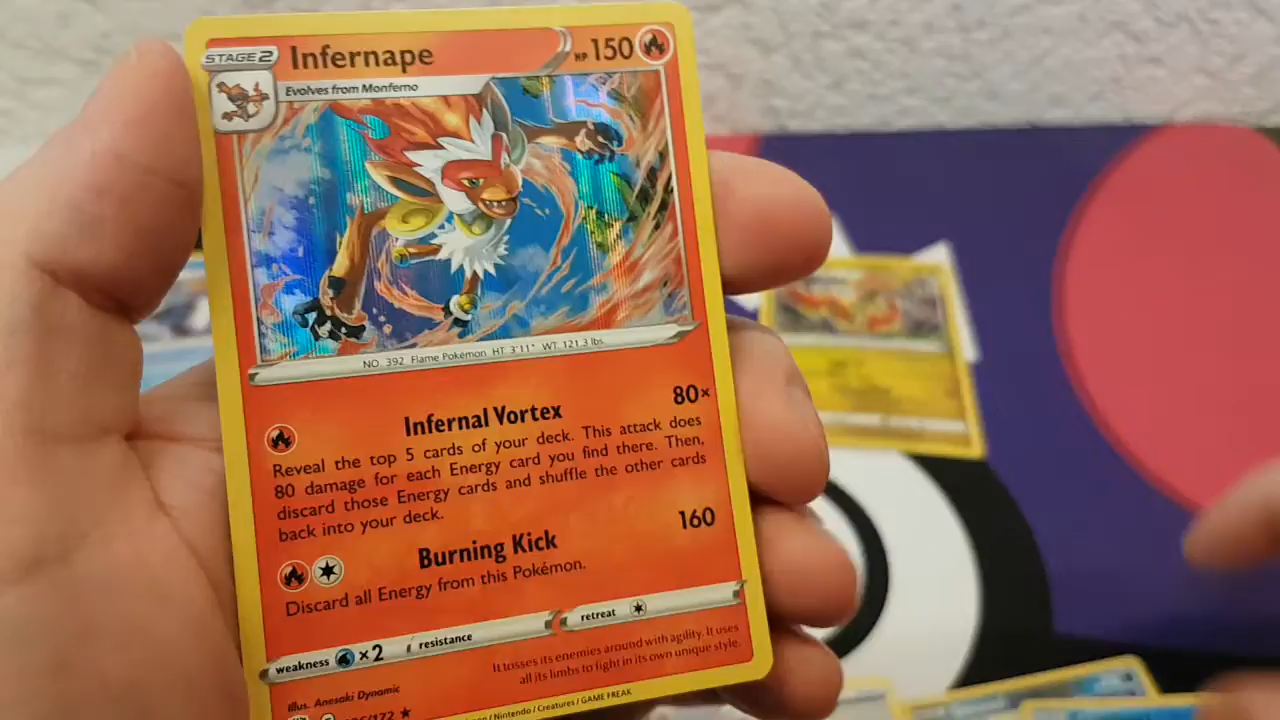 STAGE 2
Infernape
HP 150
Evolves from Monferno
NO. 392 Flame Pokémon HT: 3'11" WT: 121.3 lbs.
Infernal Vortex 80×
Reveal the top 5 cards of your deck. This attack does
80 damage for each Energy card you find there. Then,
discard those Energy cards and shuffle the other cards
back into your deck.
Burning Kick 160
Discard all Energy from this Pokémon.
weakness ×2 resistance retreat
It tosses its enemies around with agility. It uses
all its limbs to fight in its own unique style.
Illus. Anesaki Dynamic
/172
/ Nintendo / Creatures / GAME FREAK